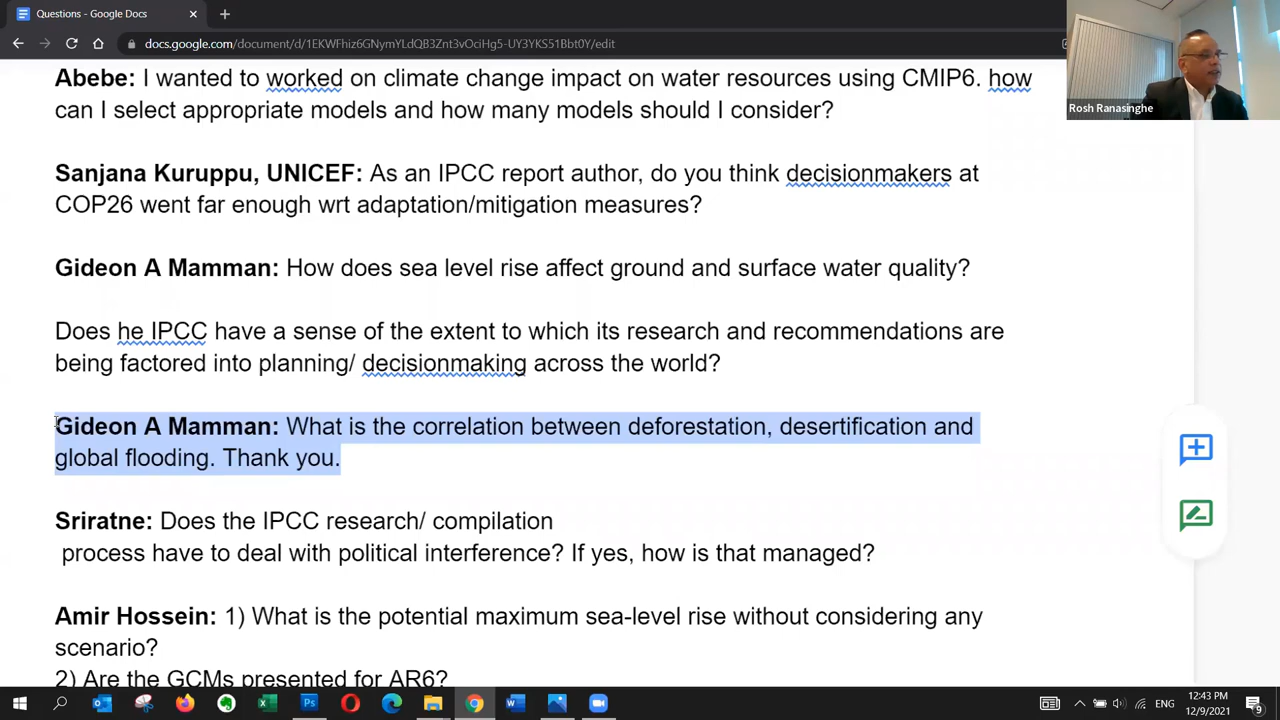 Questions - Google Docs
docs.google.com/document/d/1EKWFhiz6GNymYLdQB3Znt3vOciHg5-UY3YKS51Bbt0Y/edit
Rosh Ranasinghe
Abebe: I wanted to worked on climate change impact on water resources using CMIP6. how
can I select appropriate models and how many models should I consider?
Sanjana Kuruppu, UNICEF: As an IPCC report author, do you think decisionmakers at
COP26 went far enough wrt adaptation/mitigation measures?
Gideon A Mamman: How does sea level rise affect ground and surface water quality?
Does he IPCC have a sense of the extent to which its research and recommendations are
being factored into planning/ decisionmaking across the world?
Gideon A Mamman: What is the correlation between deforestation, desertification and
global flooding. Thank you.
Sriratne: Does the IPCC research/ compilation
process have to deal with political interference? If yes, how is that managed?
Amir Hossein: 1) What is the potential maximum sea-level rise without considering any
scenario?
2) Are the GCMs presented for AR6?
ENG
12:43 PM
12/9/2021
9